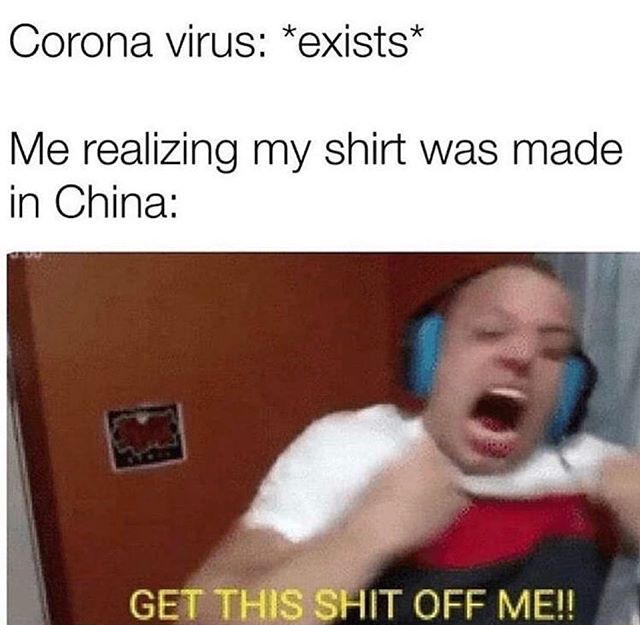 Corona virus: *exists*
Me realizing my shirt was made
in China:
GET THIS SHIT OFF ME!!